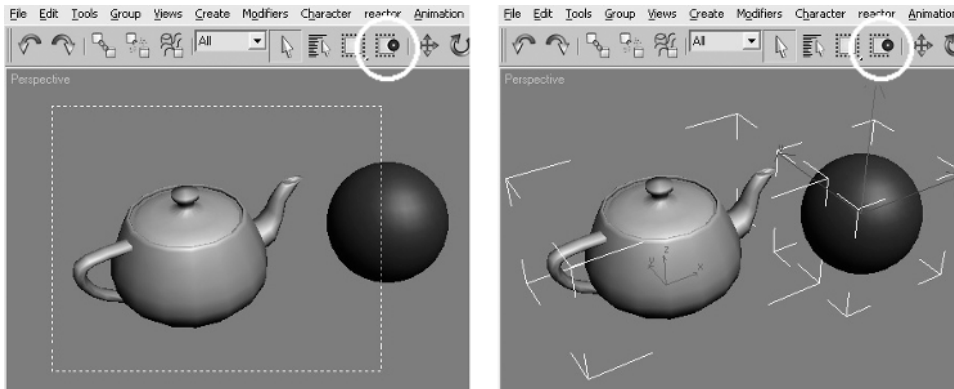 File Edit Tools Group Views Create Modifiers Character reactor Animation
All
Perspective
y z x
File Edit Tools Group Views Create Modifiers Character reactor Animation
All
Perspective